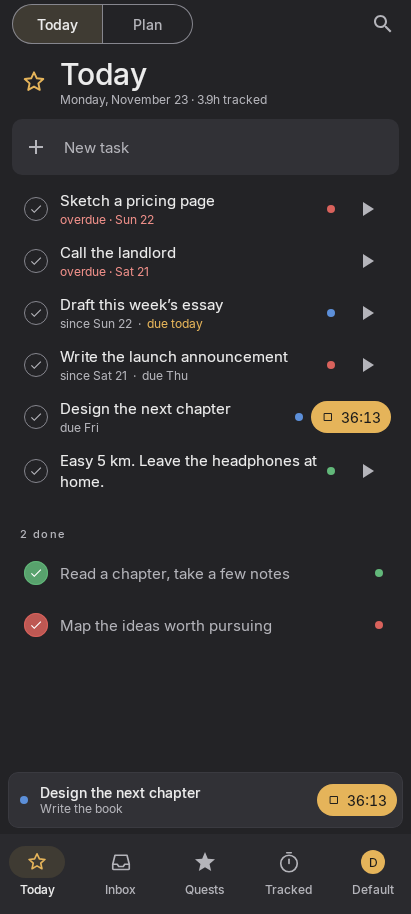 Today
Plan
Today
Monday, November 23 · 3.9h tracked
New task
Sketch a pricing page
overdue · Sun 22
Call the landlord
overdue · Sat 21
Draft this week’s essay
since Sun 22 · due today
Write the launch announcement
since Sat 21 · due Thu
Design the next chapter
due Fri
36:13
Easy 5 km. Leave the headphones at
home.
2 done
Read a chapter, take a few notes
Map the ideas worth pursuing
Design the next chapter
Write the book
36:13
Today
Inbox
Quests
Tracked
D
Default